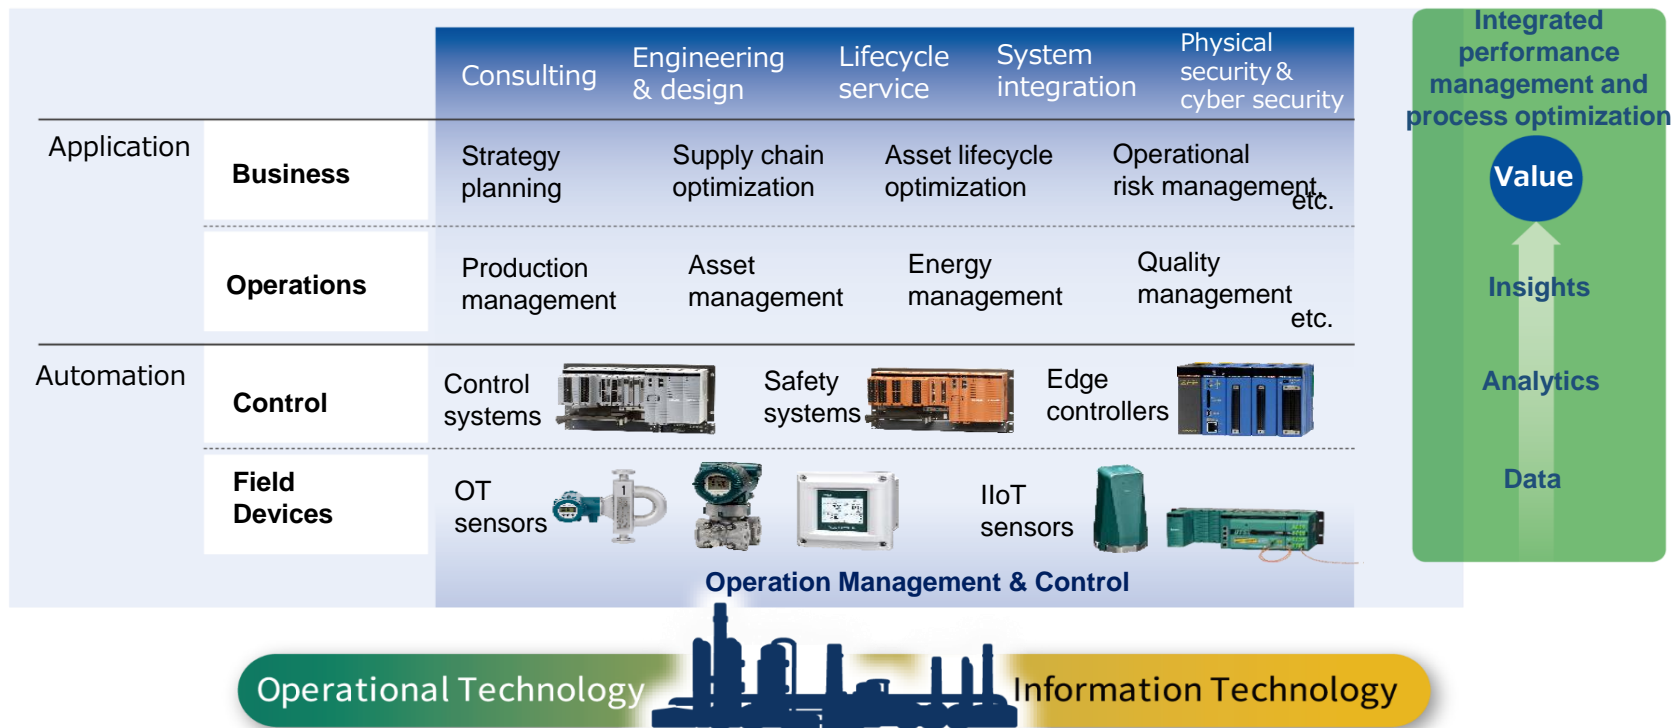 Consulting
Engineering
& design
Lifecycle
service
System
integration
Physical
security &
cyber security
Integrated
performance
management and
process optimization
Value
Insights
Analytics
Data
Application
Business
Strategy
planning
Supply chain
optimization
Asset lifecycle
optimization
Operational
risk management,
etc.
Operations
Production
management
Asset
management
Energy
management
Quality
management
etc.
Automation
Control
Control
systems
Safety
systems
Edge
controllers
Field
Devices
OT
sensors
1
IIoT
sensors
Operation Management & Control
Operational Technology
Information Technology